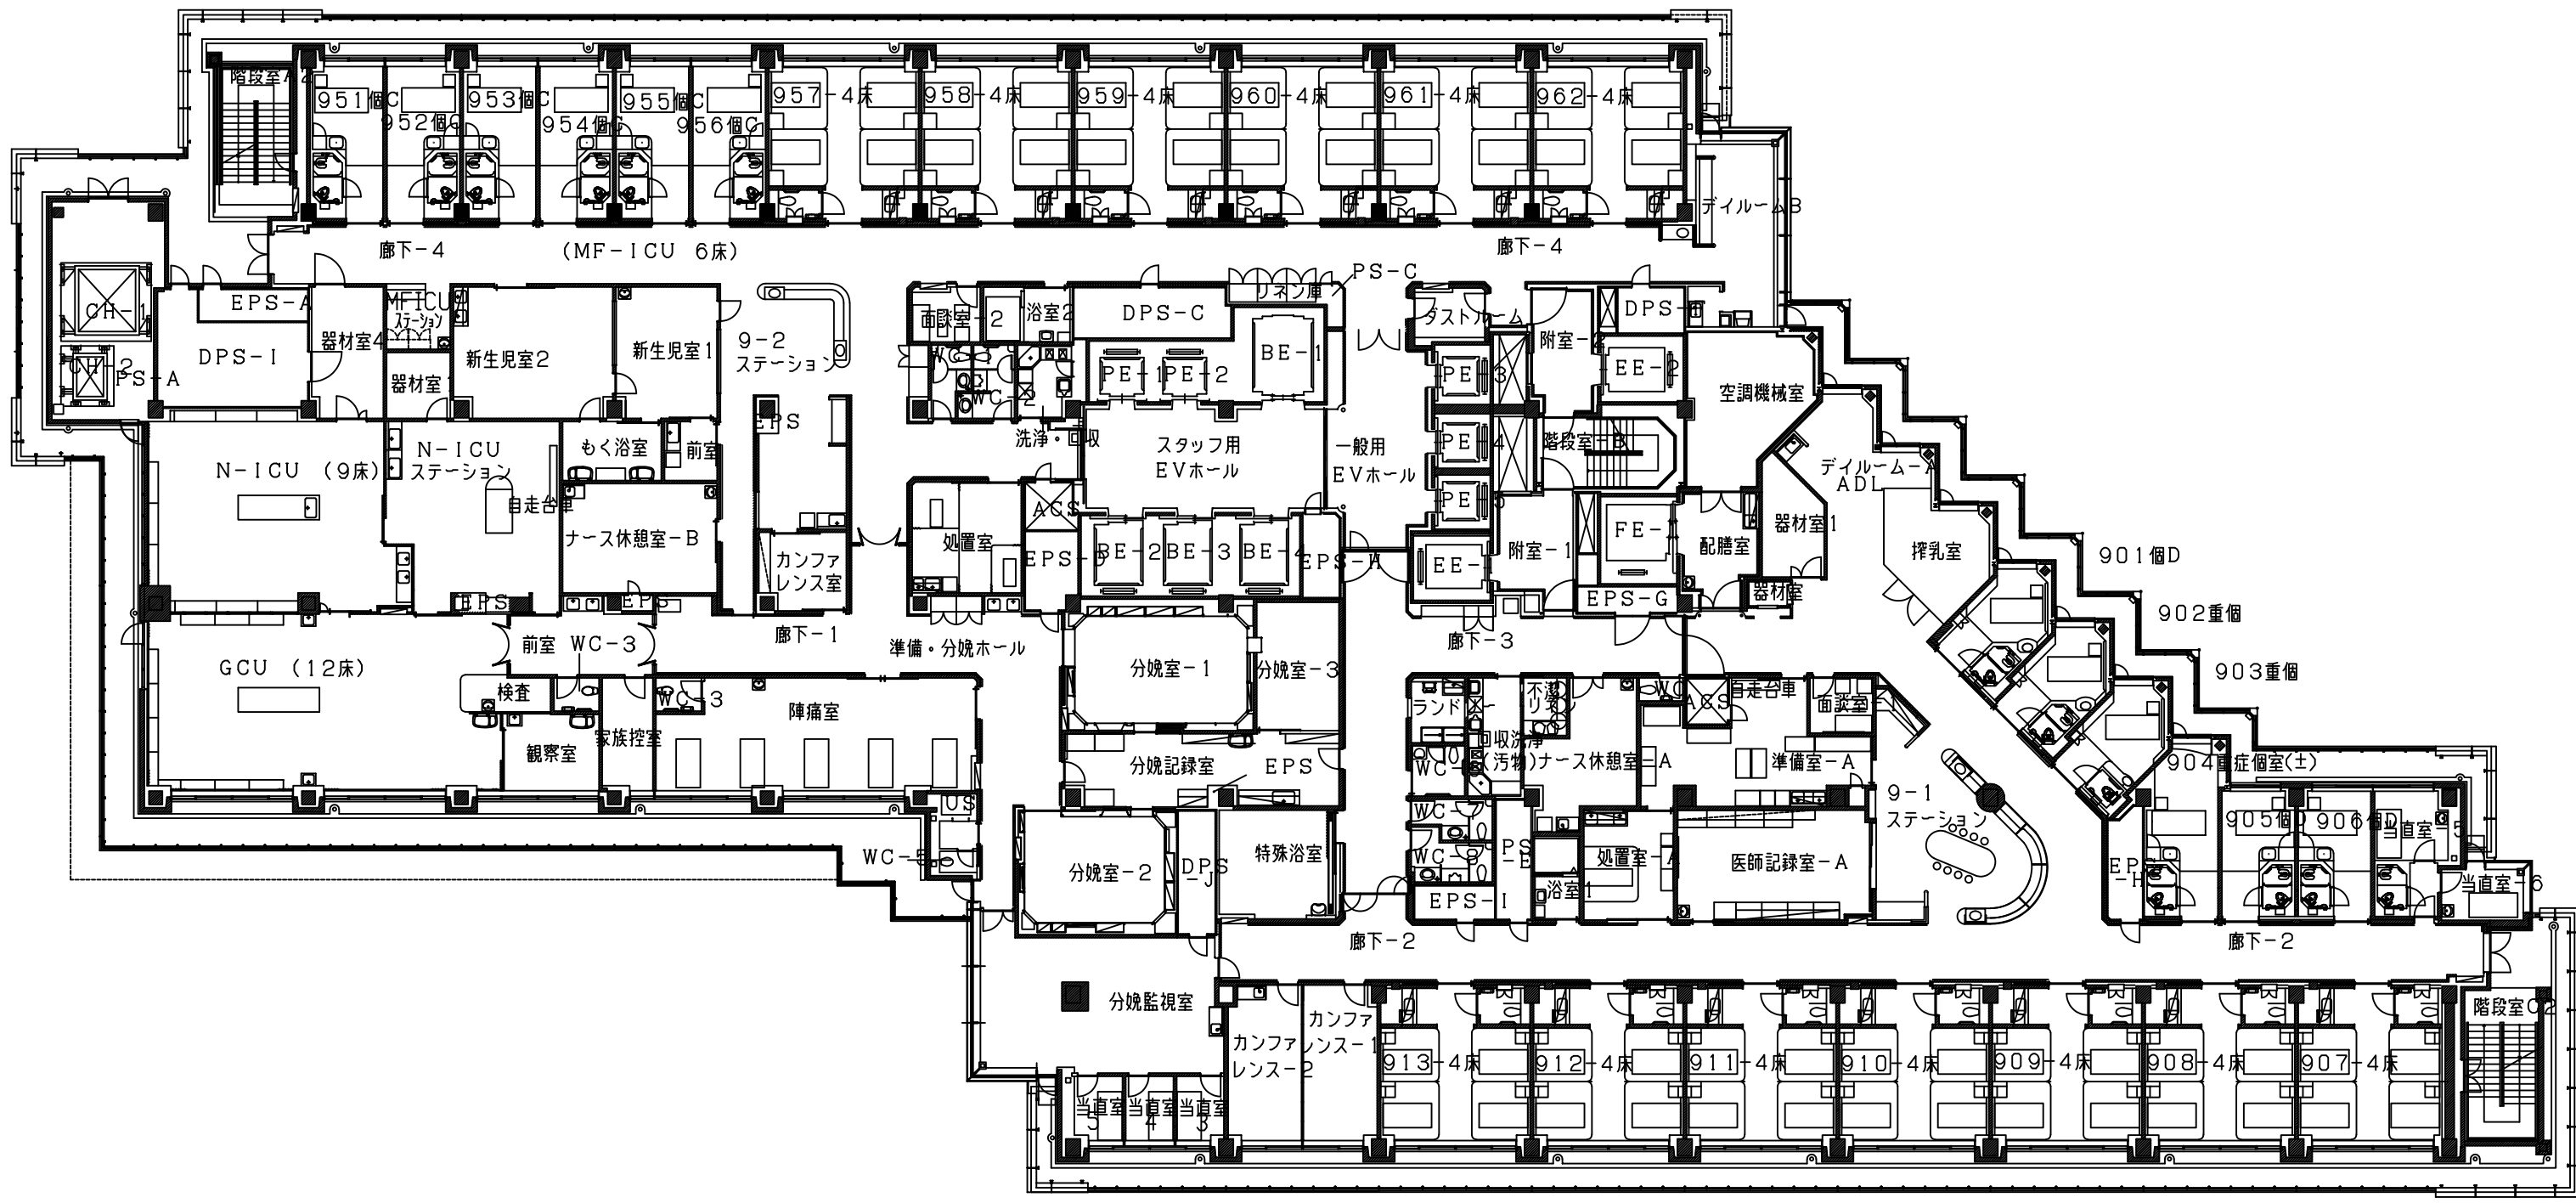 階段室A2
951個C
953個C
955個C
957-4床
958-4床
959-4床
960-4床
961-4床
962-4床
952個C
954個C
956個C
デイルームB
廊下-4
(MF-ICU 6床)
廊下-4
PS-C
CH-1
EPS-A
MFICU
ステーション
面談室-2
浴室2
DPS-C
リネン庫
ダストルーム
DPS-
器材室4
DPS-I
新生児室2
新生児室1
9-2
ステーション
BE-1
附室-2
CH-2
PS-A
器材室
PE-1
PE-2
PE-3
EE-2
空調機械室
WC-2
EPS
もく浴室
前室
洗浄・回収
スタッフ用
EVホール
一般用
EVホール
PE-4
階段室-B
N-ICU (9床)
N-ICU
ステーション
デイルーム-A
ADL
自走台車
ACS
PE-5
ナース休憩室-B
処置室
カンファ
レンス室
EPS-D
BE-2
BE-3
BE-4
EPS-H
EE-1
附室-1
FE-1
配膳室
器材室1
搾乳室
901個D
EPS
EPS
EPS-G
器材室
902重個
廊下-1
準備・分娩ホール
廊下-3
前室
WC-3
GCU (12床)
分娩室-1
分娩室-3
903重個
検査
WC-3
陣痛室
ランドリー
不潔
リネン
WC
ACS
自走台車
面談室-1
観察室
家族控室
分娩記録室
EPS
回収洗浄
(汚物)
ナース休憩室-A
準備室-A
904重症個室(士)
9-1
ステーション
US
WC-7
905個D
906個D
当直室-5
WC-5
分娩室-2
DPS
-J
特殊浴室
WC-8
PS
-E
処置室-A
医師記録室-A
EPS
-H
当直室-6
EPS-I
浴室1
廊下-2
廊下-2
分娩監視室
階段室C2
カンファ
レンス-2
カンファ
レンス-1
913-4床
912-4床
911-4床
910-4床
909-4床
908-4床
907-4床
当直室
5
当直室
4
当直室
3